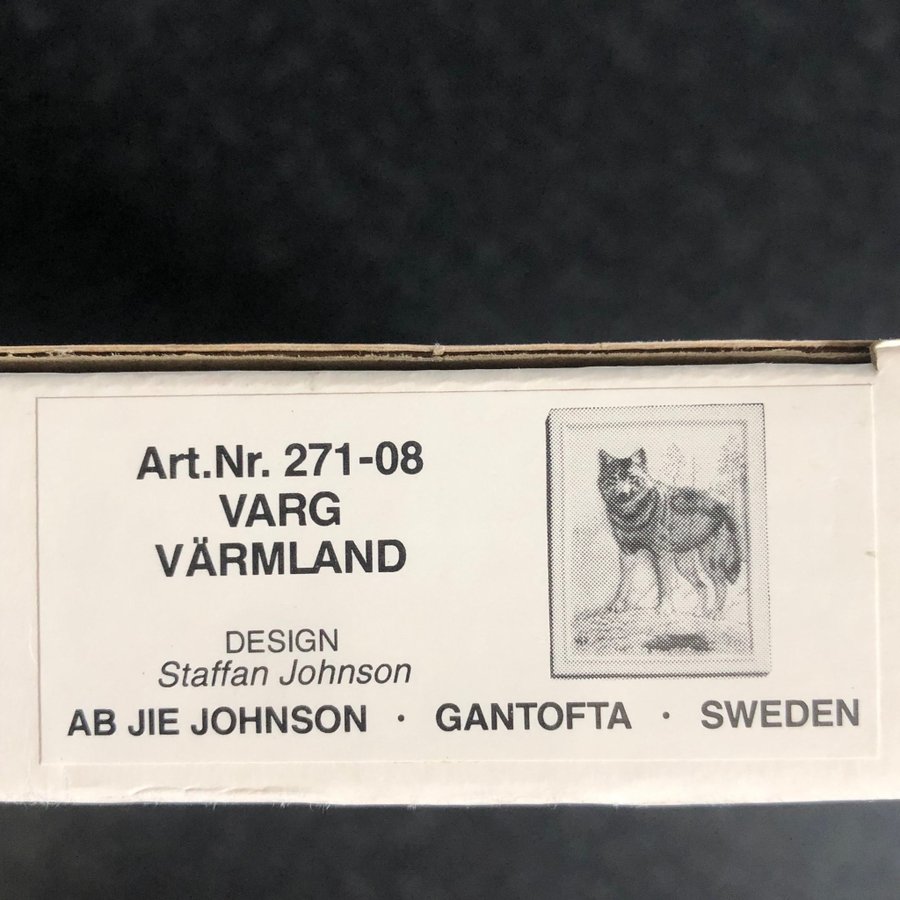 Art.Nr. 271-08
VARG
VÄRMLAND
DESIGN
Staffan Johnson
AB JIE JOHNSON · GANTOFTA · SWEDEN